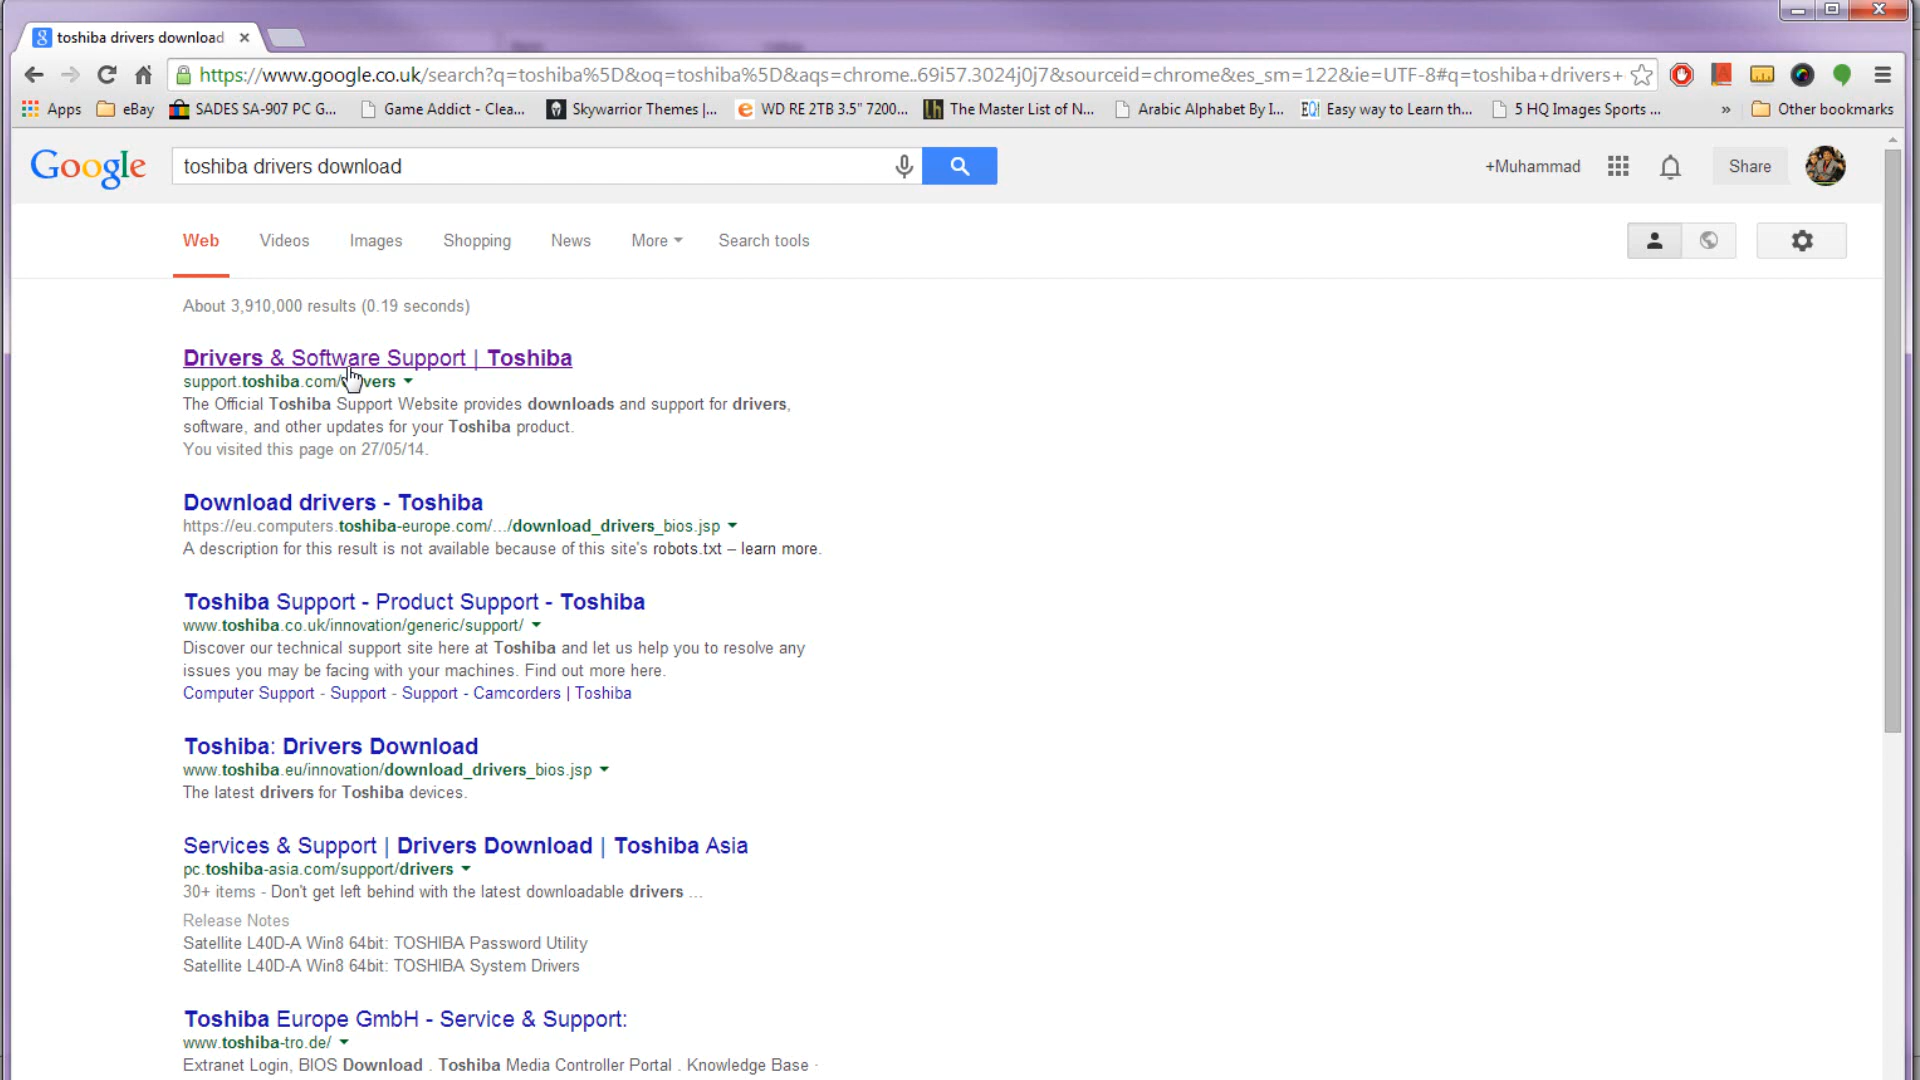 toshiba drivers download
https://www.google.co.uk/search?q=toshiba%5D&oq=toshiba%5D&aqs=chrome..69i57.3024j0j7&sourceid=chrome&es_sm=122&ie=UTF-8#q=toshiba+drivers+
Apps eBay SADES SA-907 PC G... Game Addict - Clea... Skywarrior Themes |... WD RE 2TB 3.5" 7200... The Master List of N... Arabic Alphabet By I... EQ! Easy way to Learn th... 5 HQ Images Sports ... » Other bookmarks
Google toshiba drivers download +Muhammad Share
Web Videos Images Shopping News More Search tools
About 3,910,000 results (0.19 seconds)
Drivers & Software Support | Toshiba
support.toshiba.com/drivers
The Official Toshiba Support Website provides downloads and support for drivers,
software, and other updates for your Toshiba product.
You visited this page on 27/05/14.
Download drivers - Toshiba
https://eu.computers.toshiba-europe.com/.../download_drivers_bios.jsp
A description for this result is not available because of this site's robots.txt – learn more.
Toshiba Support - Product Support - Toshiba
www.toshiba.co.uk/innovation/generic/support/
Discover our technical support site here at Toshiba and let us help you to resolve any
issues you may be facing with your machines. Find out more here.
Computer Support - Support - Support - Camcorders | Toshiba
Toshiba: Drivers Download
www.toshiba.eu/innovation/download_drivers_bios.jsp
The latest drivers for Toshiba devices.
Services & Support | Drivers Download | Toshiba Asia
pc.toshiba-asia.com/support/drivers
30+ items - Don't get left behind with the latest downloadable drivers ...
Release Notes
Satellite L40D-A Win8 64bit: TOSHIBA Password Utility
Satellite L40D-A Win8 64bit: TOSHIBA System Drivers
Toshiba Europe GmbH - Service & Support:
www.toshiba-tro.de/
Extranet Login, BIOS Download . Toshiba Media Controller Portal . Knowledge Base ·